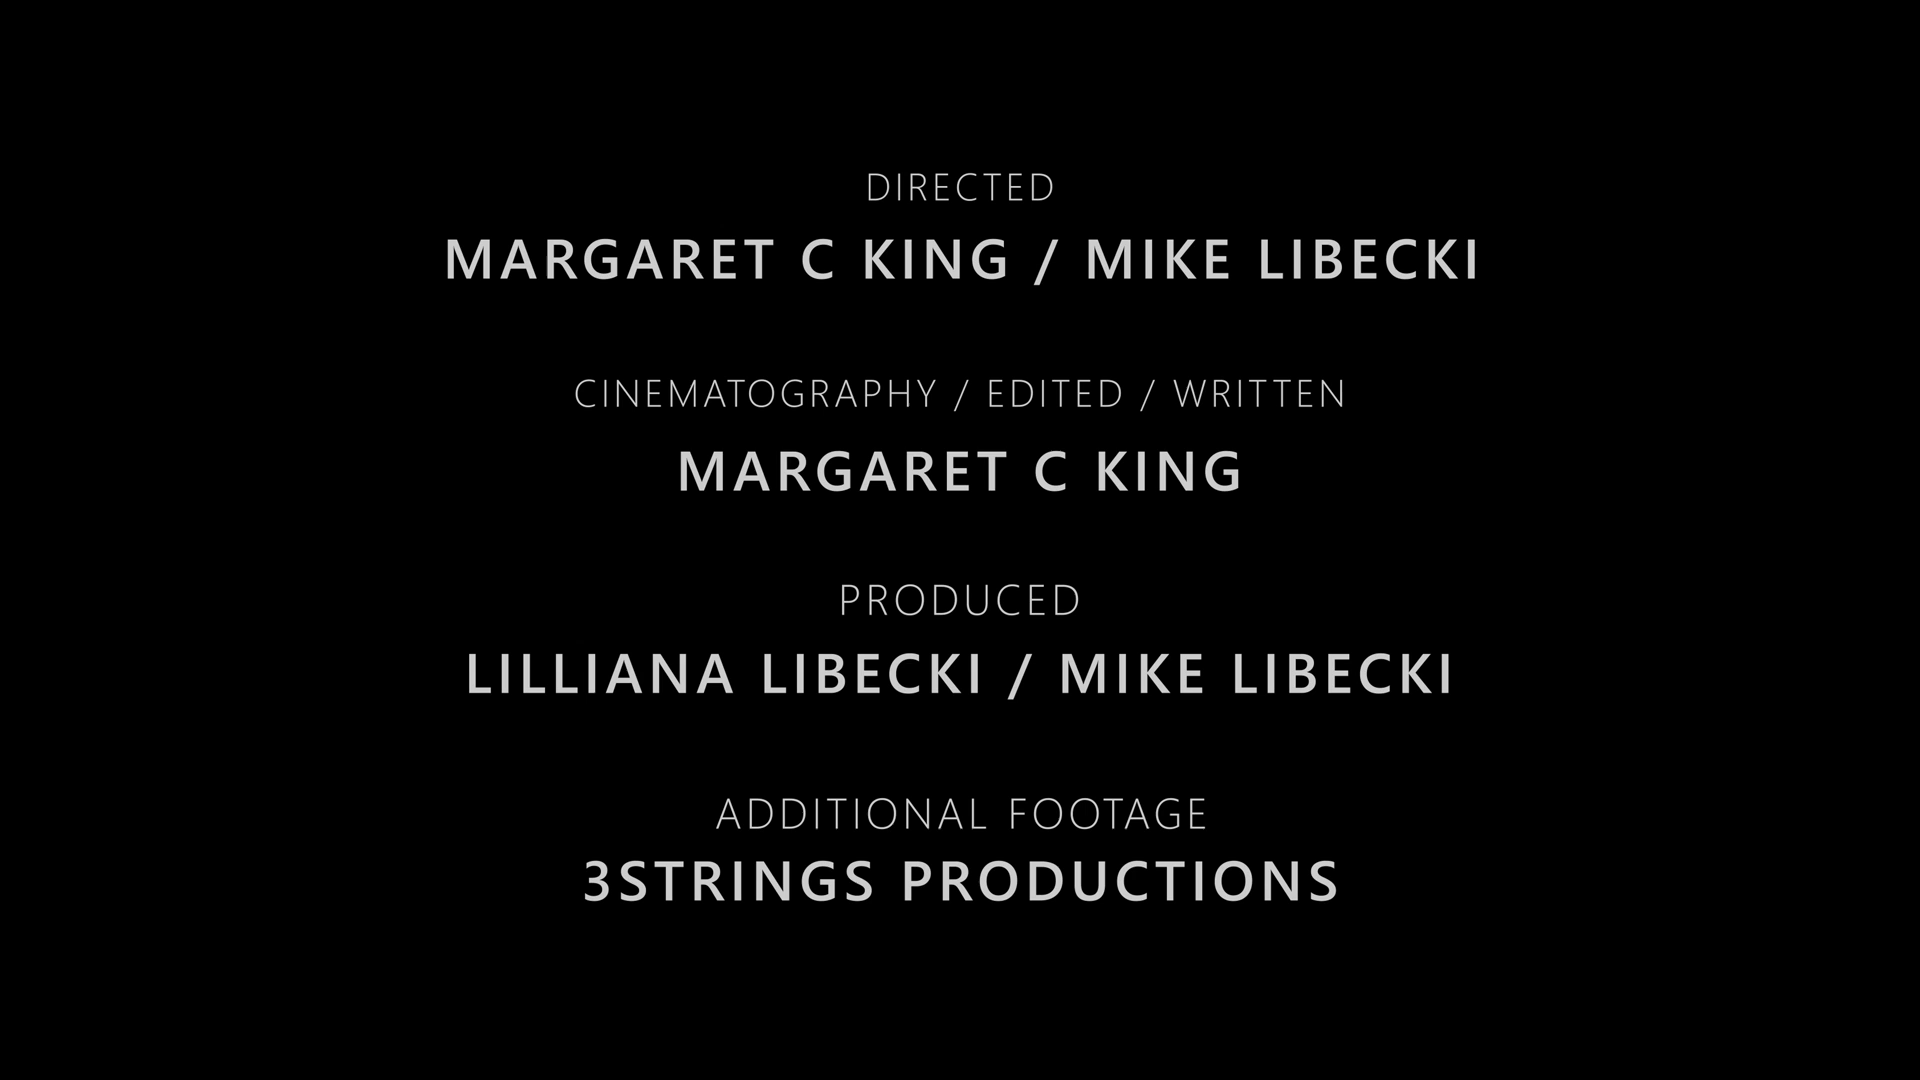 DIRECTED
MARGARET C KING / MIKE LIBECKI
CINEMATOGRAPHY / EDITED / WRITTEN
MARGARET C KING
PRODUCED
LILLIANA LIBECKI / MIKE LIBECKI
ADDITIONAL FOOTAGE
3STRINGS PRODUCTIONS